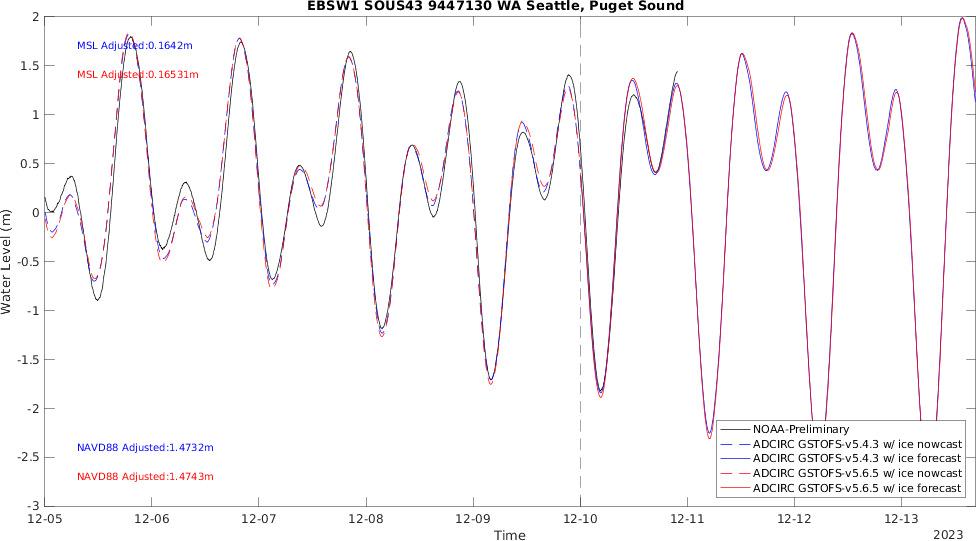 EBSW1 SOUS43 9447130 WA Seattle, Puget Sound
2
1.5
1
0.5
0
-0.5
-1
-1.5
-2
-2.5
-3
Water Level (m)
MSL Adjusted:0.1642m
MSL Adjusted:0.16531m
NAVD88 Adjusted:1.4732m
NAVD88 Adjusted:1.4743m
NOAA-Preliminary
ADCIRC GSTOFS-v5.4.3 w/ ice nowcast
ADCIRC GSTOFS-v5.4.3 w/ ice forecast
ADCIRC GSTOFS-v5.6.5 w/ ice nowcast
ADCIRC GSTOFS-v5.6.5 w/ ice forecast
12-05 12-06 12-07 12-08 12-09 12-10 12-11 12-12 12-13
Time
2023